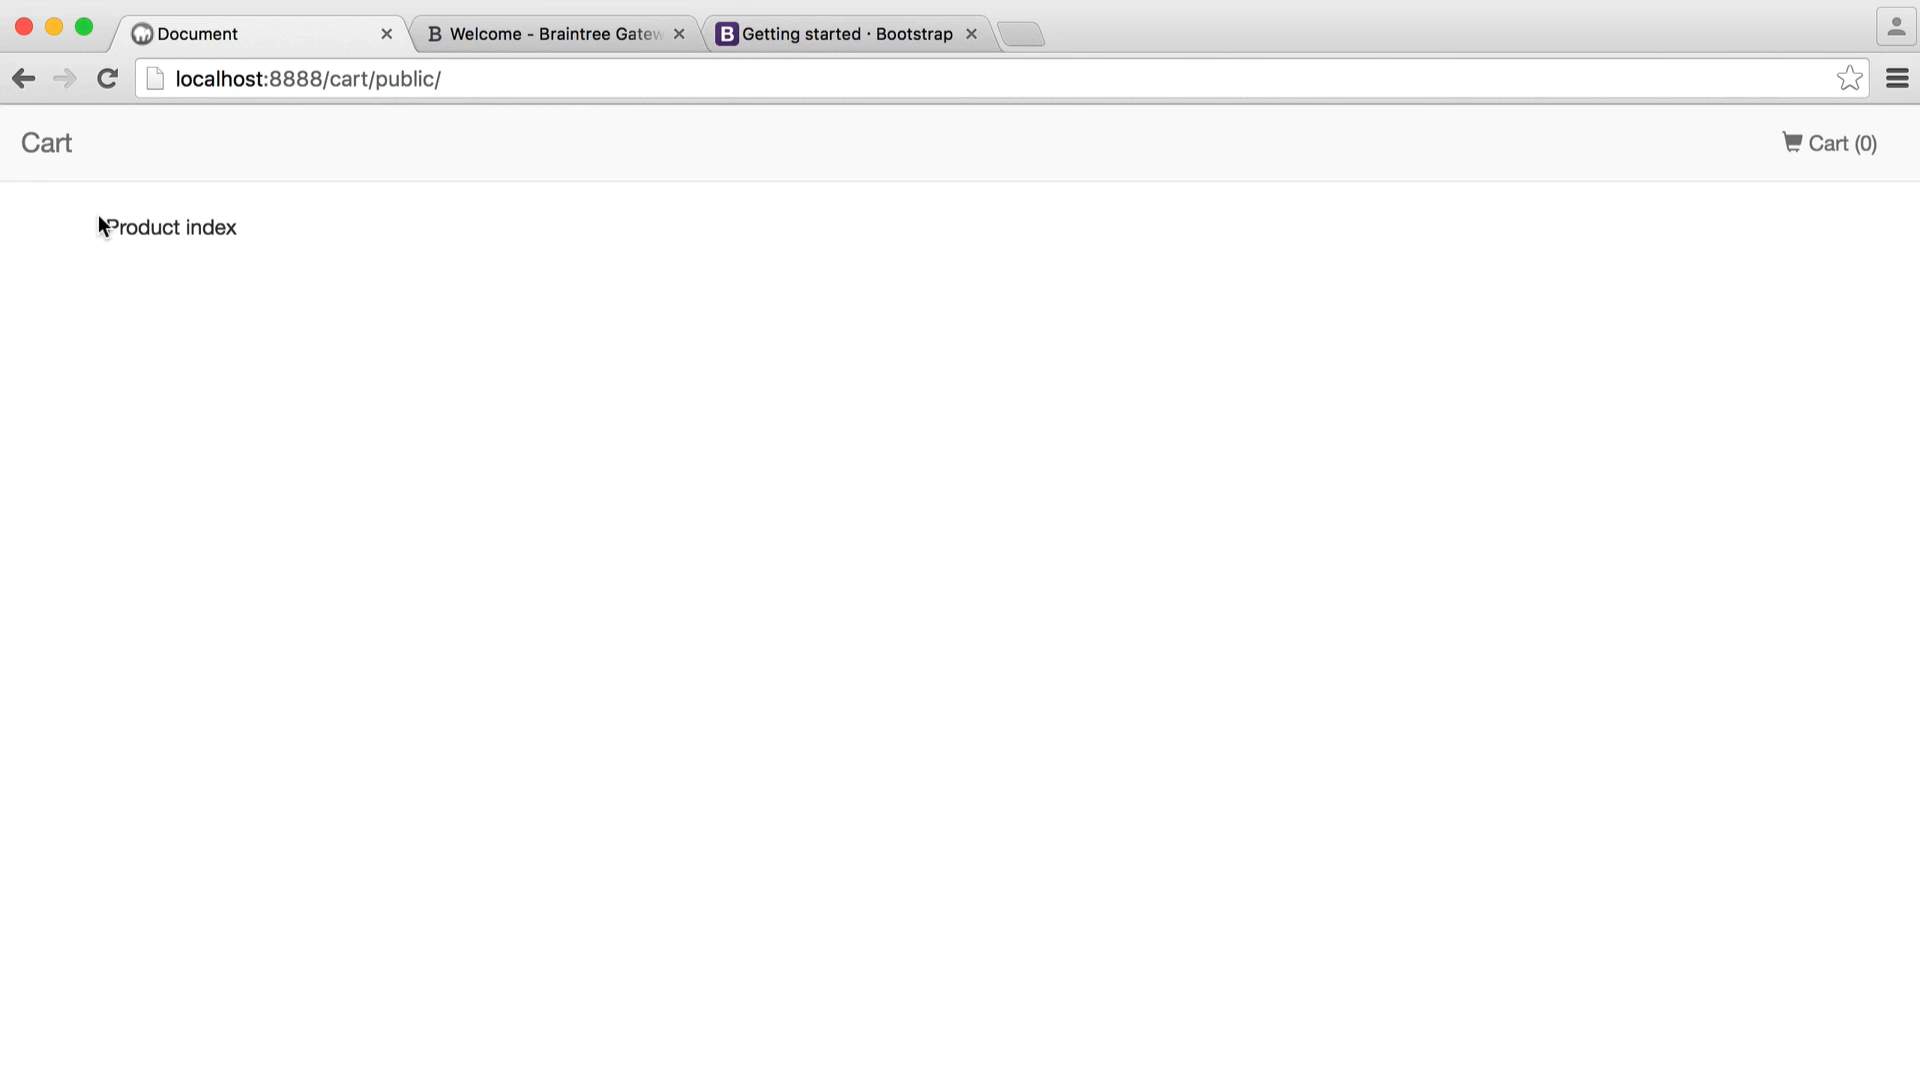 Document
Welcome - Braintree Gatew
Getting started · Bootstrap
localhost:8888/cart/public/
Cart
Cart (0)
Product index